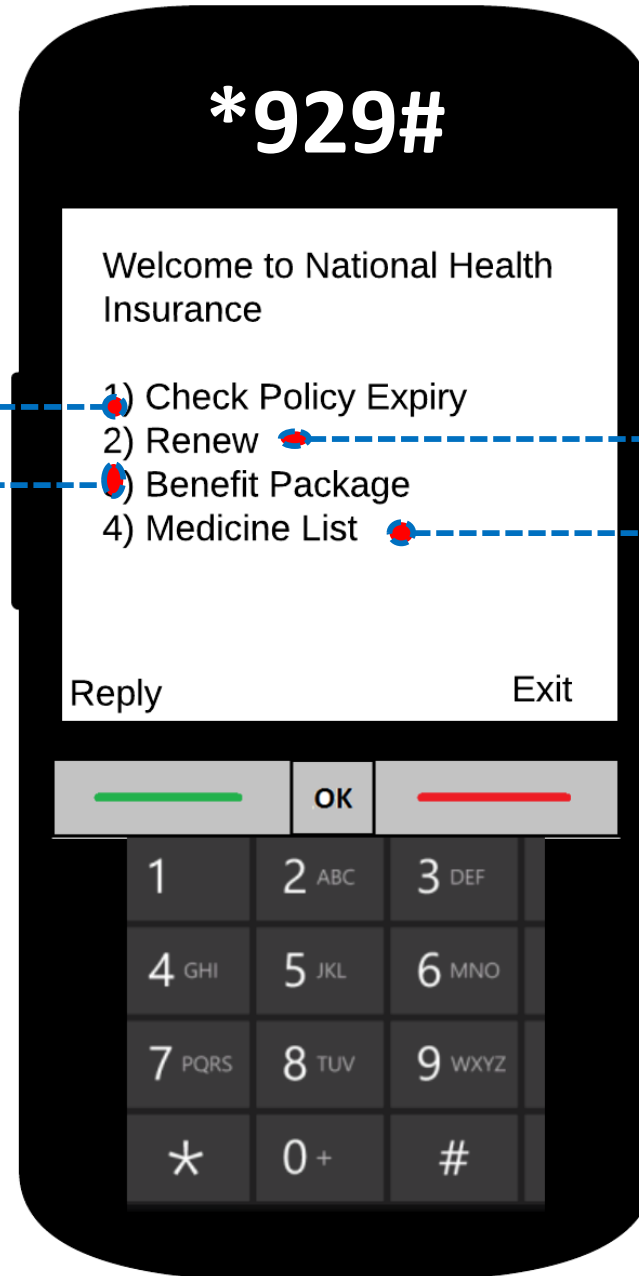 *929#
Welcome to National Health
Insurance
1) Check Policy Expiry
2) Renew
3) Benefit Package
4) Medicine List
Reply Exit
OK
1 2 ABC 3 DEF
4 GHI 5 JKL 6 MNO
7 PQRS 8 TUV 9 WXYZ
* 0 + #